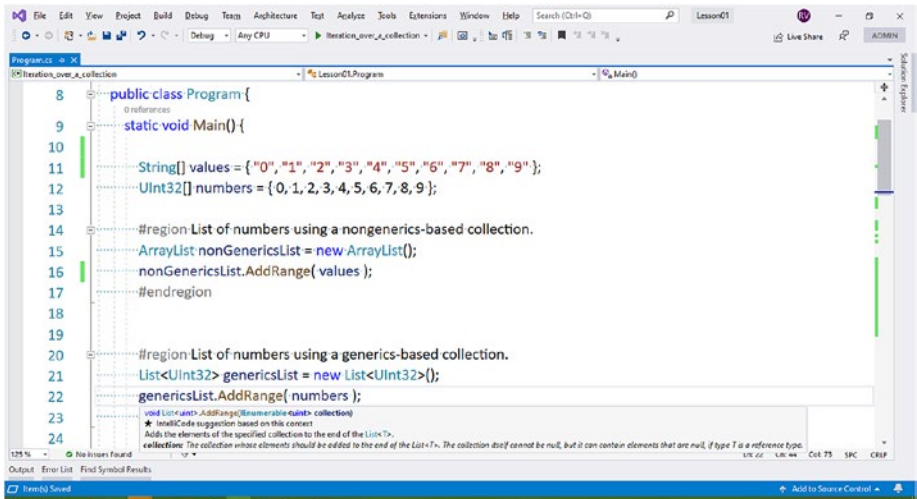 File Edit View Project Build Debug Team Architecture Test Analyze Tools Extensions Window Help Search (Ctrl+Q) Lesson01 RV
Debug Any CPU Iteration_over_a_collection Live Share ADMIN
Program.cs
Iteration_over_a_collection Lesson01.Program Main()
Solution Explorer
8 public class Program {
0 references
9 static void Main() {
10
11 String[] values = { "0", "1", "2", "3", "4", "5", "6", "7", "8", "9" };
12 UInt32[] numbers = { 0, 1, 2, 3, 4, 5, 6, 7, 8, 9 };
13
14 #region List of numbers using a nongenerics-based collection.
15 ArrayList nonGenericsList = new ArrayList();
16 nonGenericsList.AddRange( values );
17 #endregion
18
19
20 #region List of numbers using a generics-based collection.
21 List<UInt32> genericsList = new List<UInt32>();
22 genericsList.AddRange( numbers );
23 void List<uint>.AddRange(IEnumerable<uint> collection)
★ IntelliCode suggestion based on this context
Adds the elements of the specified collection to the end of the List<T>.
24 collection: The collection whose elements should be added to the end of the List<T>. The collection itself cannot be null, but it can contain elements that are null, if type T is a reference type.
125 % No issues found Col: 73 SPC CRLF
Output Error List Find Symbol Results
Item(s) Saved Add to Source Control